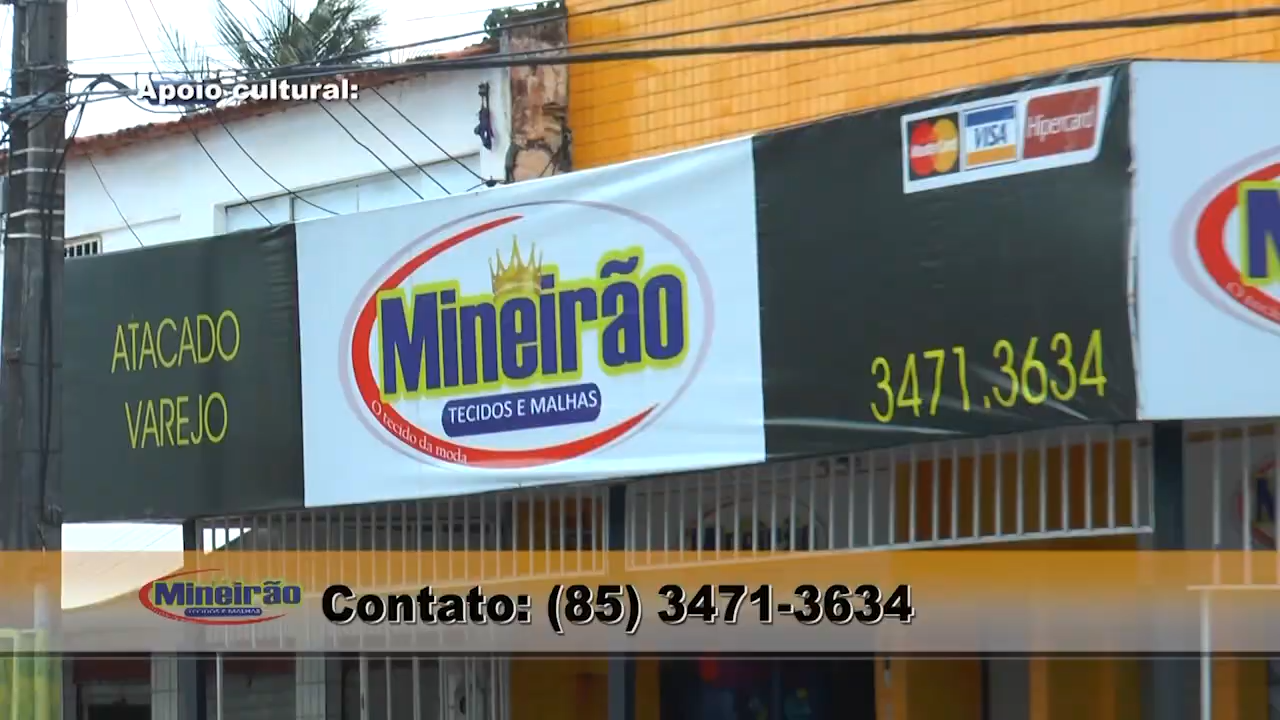 Apoio cultural:
MasterCard VISA Hipercard
ATACADO
VAREJO
Mineirão
TECIDOS E MALHAS
O tecido da moda
3471.3634
Mineirão
TECIDOS E MALHAS
Contato: (85) 3471-3634